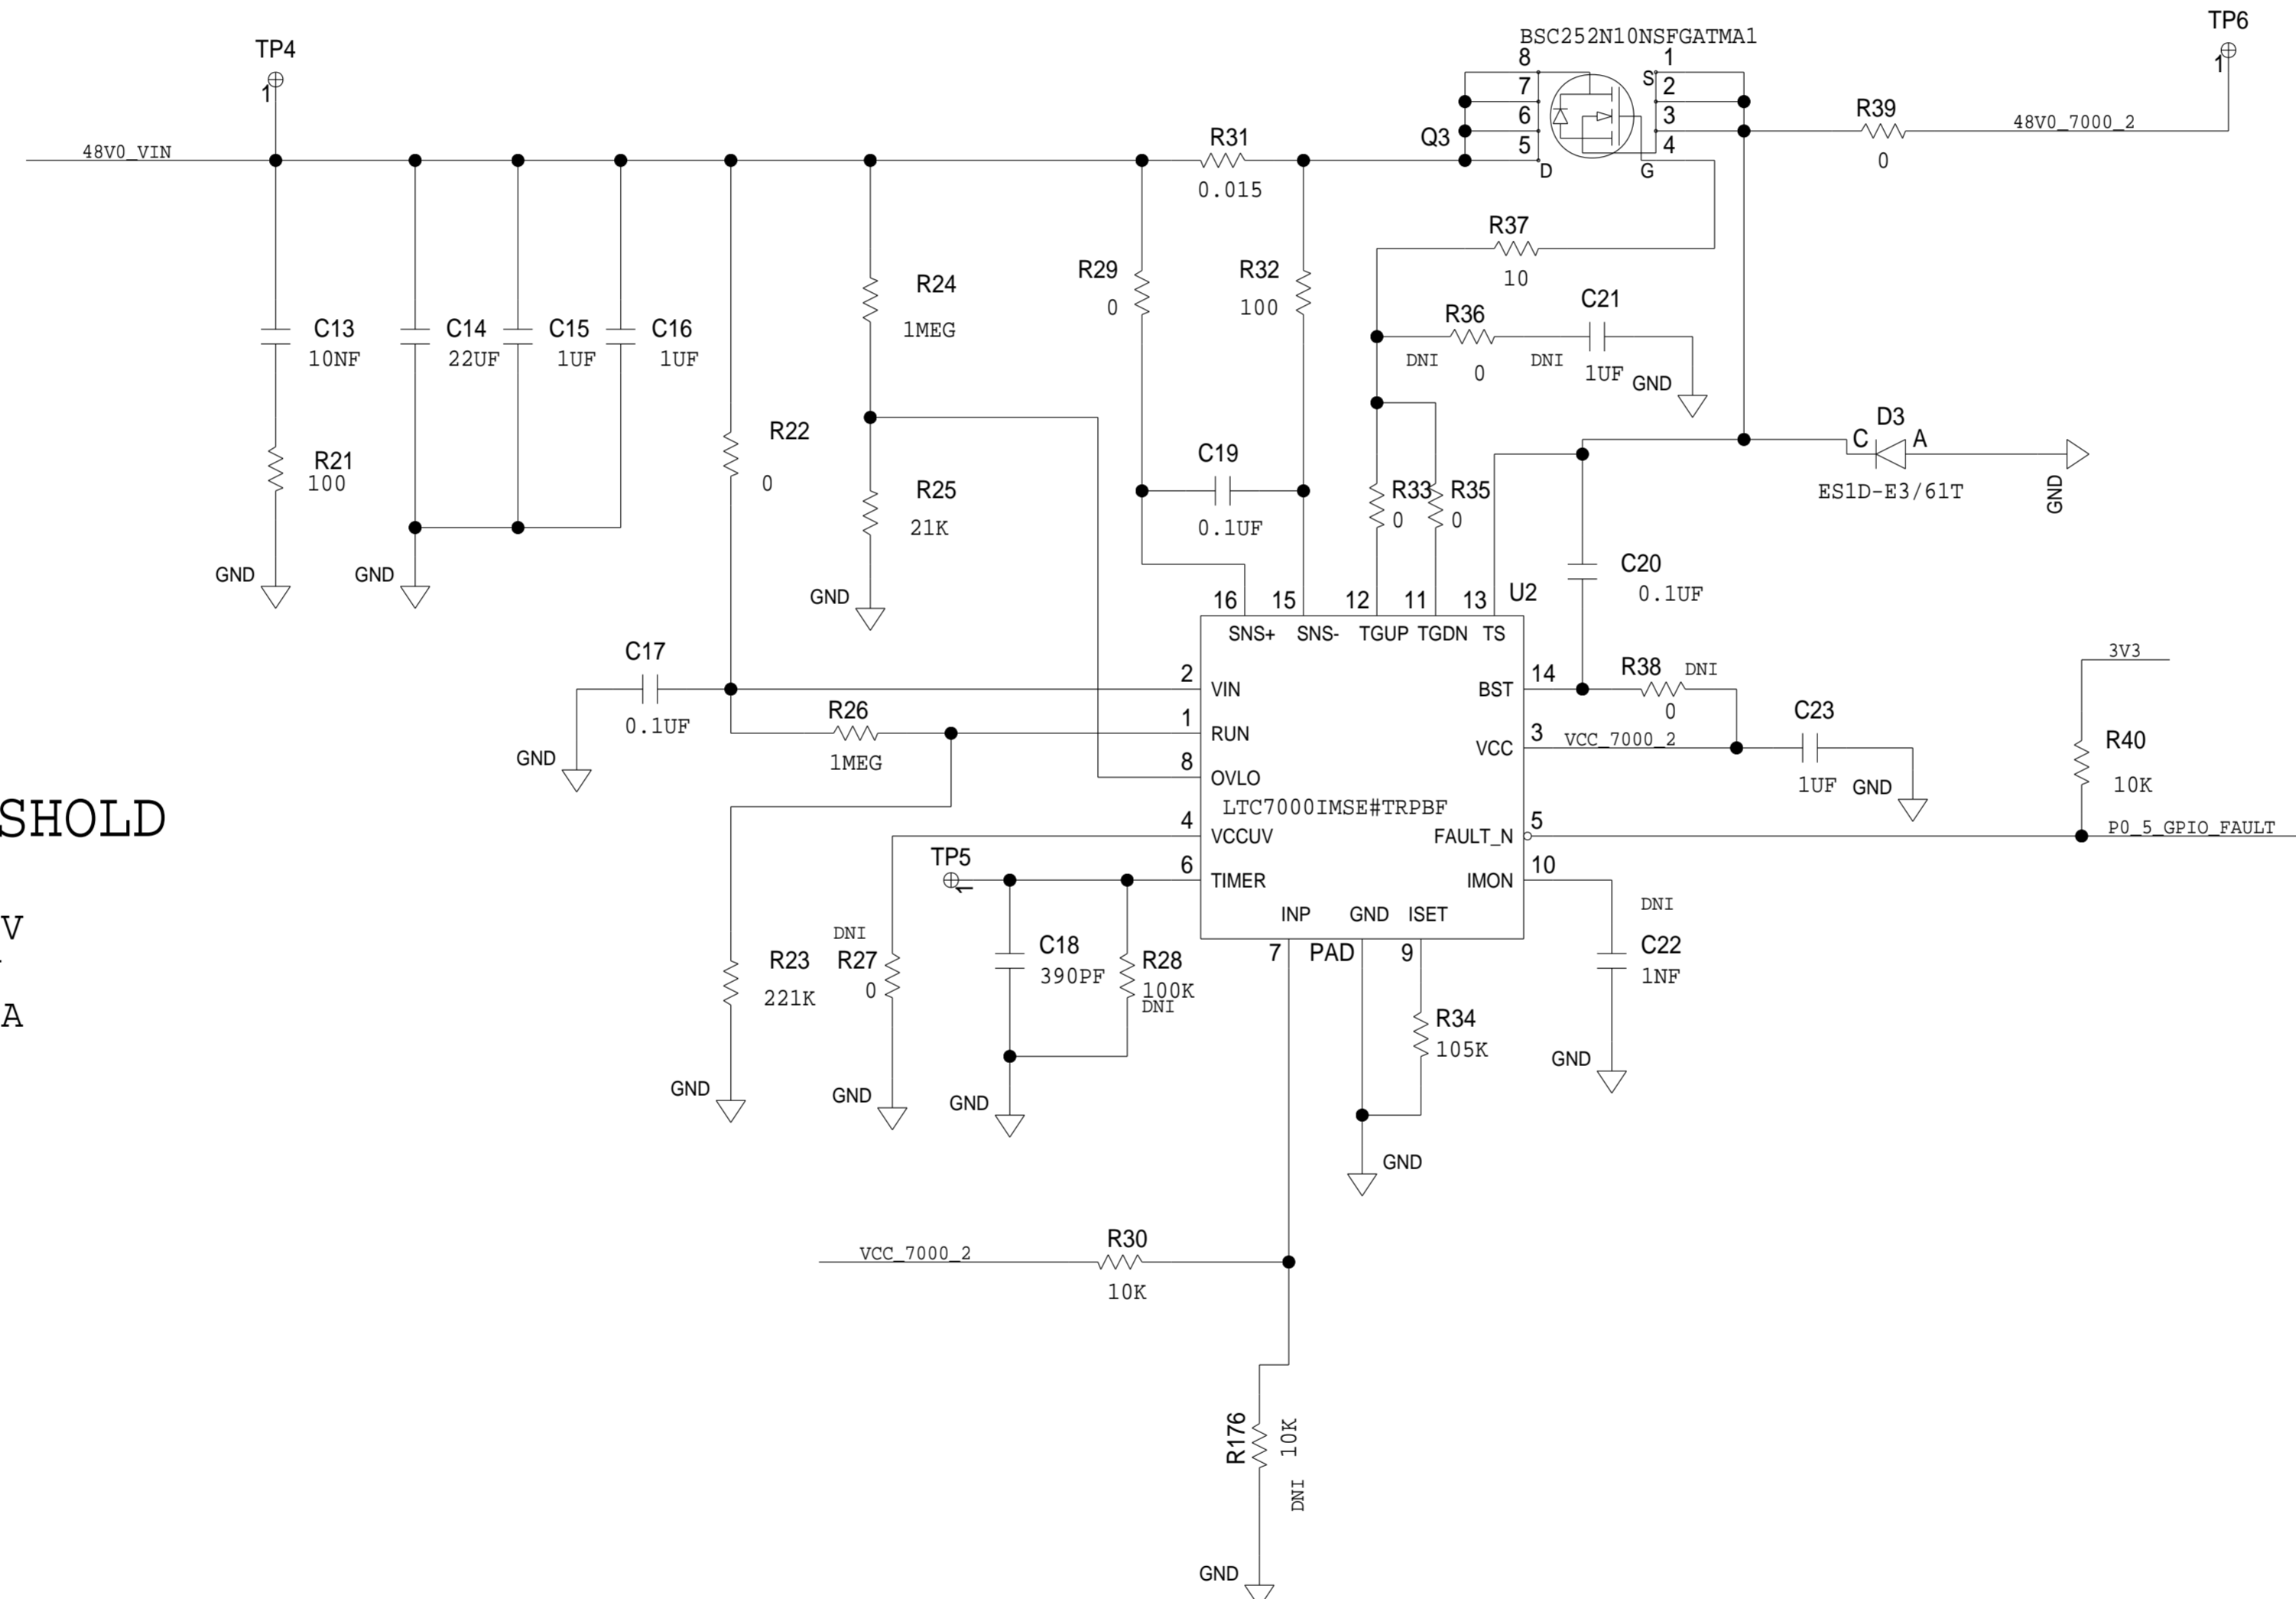 TP4
1
48V0_VIN
BSC252N10NSFGATMA1
8
7
6
5
Q3
D
S
G
1
2
3
4
TP6
1
R39
0
48V0_7000_2
R31
0.015
R37
10
R36
DNI
0
C21
DNI
1UF
GND
R29
0
R32
100
R24
1MEG
C13
10NF
C14
22UF
C15
1UF
C16
1UF
R21
100
GND
GND
R22
0
R25
21K
GND
C19
0.1UF
R33
0
R35
0
D3
C
A
ES1D-E3/61T
GND
C20
0.1UF
U2
16
15
12
11
13
SNS+
SNS-
TGUP
TGDN
TS
C17
0.1UF
GND
2
VIN
R26
1MEG
1
RUN
8
OVLO
LTC7000IMSE#TRPBF
4
VCCUV
6
TIMER
BST
14
R38
DNI
0
VCC
3
VCC_7000_2
C23
1UF
GND
3V3
R40
10K
FAULT_N
5
P0_5_GPIO_FAULT
IMON
10
DNI
C22
1NF
GND
INP
GND
ISET
7
PAD
9
SHOLD
V
A
TP5
1
R23
221K
GND
DNI
R27
0
GND
C18
390PF
R28
100K
DNI
GND
R34
105K
GND
VCC_7000_2
R30
10K
R176
10K
DNI
GND